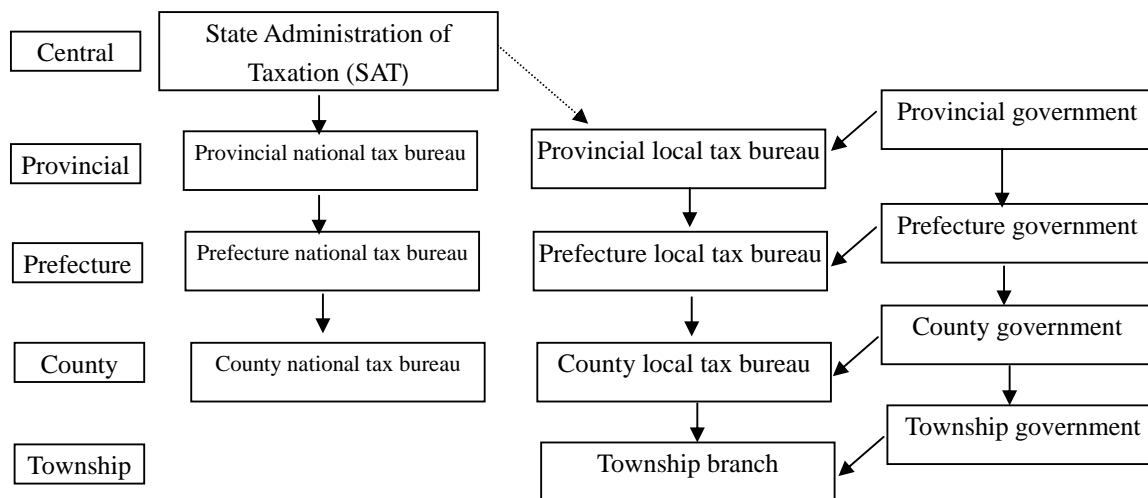 Central
State Administration of
Taxation (SAT)
Provincial government
Provincial
Provincial national tax bureau
Provincial local tax bureau
Prefecture government
Prefecture
Prefecture national tax bureau
Prefecture local tax bureau
County government
County
County national tax bureau
County local tax bureau
Township government
Township
Township branch